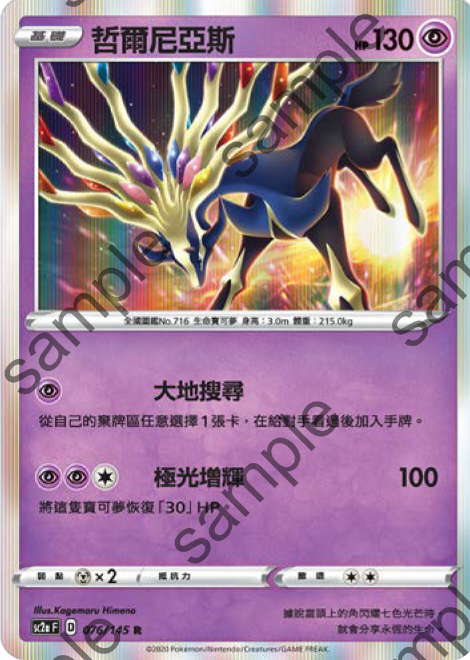 基礎 哲爾尼亞斯 HP130
全國圖鑑No.716 生命寶可夢 身高：3.0m 體重：215.0kg
大地搜尋
從自己的棄牌區任意選擇1張卡，在給對手看過後加入手牌。
極光增輝 100
將這隻寶可夢恢復「30」HP。
弱點 ×2 抵抗力 撤退
Illus.Kagemaru Himeno
sc2a F D 076/145 R
據說當頭上的角閃耀七色光芒時
就會分享永恆的生命。
©2020 Pokémon/Nintendo/Creatures/GAME FREAK.
sample
sample
sample
sample
sample
sample
sample